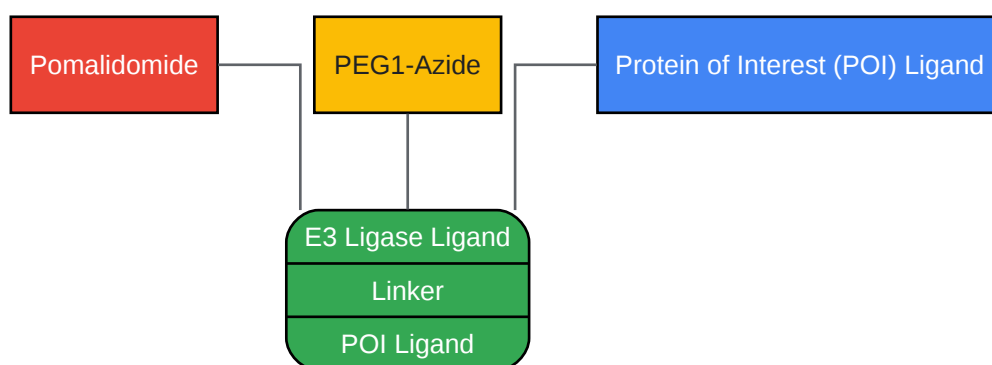 Pomalidomide
PEG1-Azide
Protein of Interest (POI) Ligand
E3 Ligase Ligand
Linker
POI Ligand